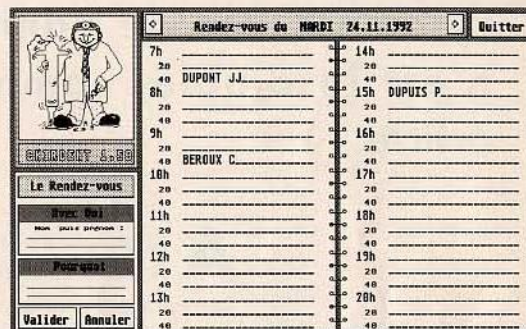 Rendez-vous du MARDI 24.11.1992
Quitter
7h
20
40 DUPONT JJ
8h
20
40
9h
20
40 BEROUX C
10h
20
40
11h
20
40
12h
20
40
13h
20
40
14h
20
40
15h DUPUIS P
20
40
16h
20
40
17h
20
40
18h
20
40
19h
20
40
20h
20
40
CHIRDENT 1.50
Le Rendez-vous
Avec Qui
Nom puis prénom :
Pourquoi
Valider
Annuler